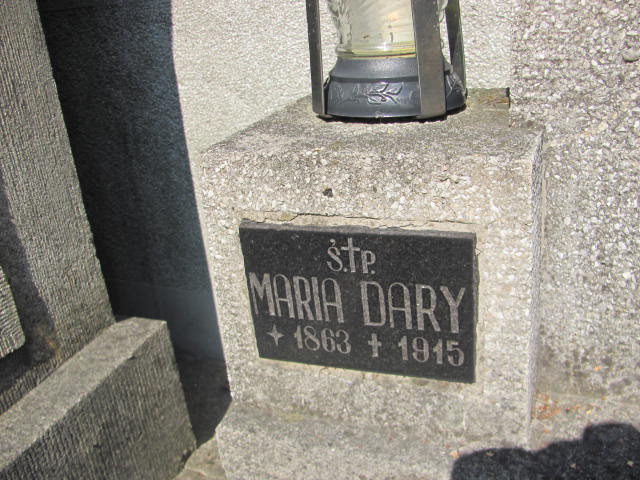 Ś.†P.
MARIA DARY
✦ 1863 † 1915